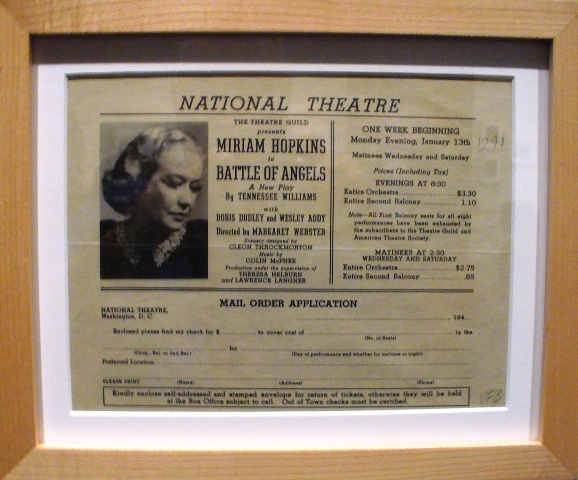 NATIONAL THEATRE
THE THEATRE GUILD
presents
MIRIAM HOPKINS
in
BATTLE OF ANGELS
A New Play
By TENNESSEE WILLIAMS
with
DORIS DUDLEY and WESLEY ADDY
Directed by MARGARET WEBSTER
Scenery designed by
CLEON THROCKMORTON
Music by
COLIN McPHEE
Production under the supervision of
THERESA HELBURN
and LAWRENCE LANGNER
ONE WEEK BEGINNING
Monday Evening, January 13th 1941
Matinees Wednesday and Saturday
Prices (Including Tax)
EVENINGS AT 8:30
Entire Orchestra $3.30
Entire Second Balcony 1.10
Note—All First Balcony seats for all eight
performances have been exhausted by
the subscribers to the Theatre Guild and
American Theatre Society.
MATINEES AT 2:30
WEDNESDAY AND SATURDAY
Entire Orchestra $2.75
Entire Second Balcony .85
MAIL ORDER APPLICATION
NATIONAL THEATRE,
Washington, D. C. , 194
Enclosed please find my check for $ to cover cost of in the
(No. of Seats)
for
(Orch., Bal. or 2nd Bal.) (Day of performance and whether for matinee or night)
Preferred Location
PLEASE PRINT (Name) (Address) (Phone)
Kindly enclose self-addressed and stamped envelope for return of tickets, otherwise they will be held
at the Box Office subject to call. Out of Town checks must be certified.